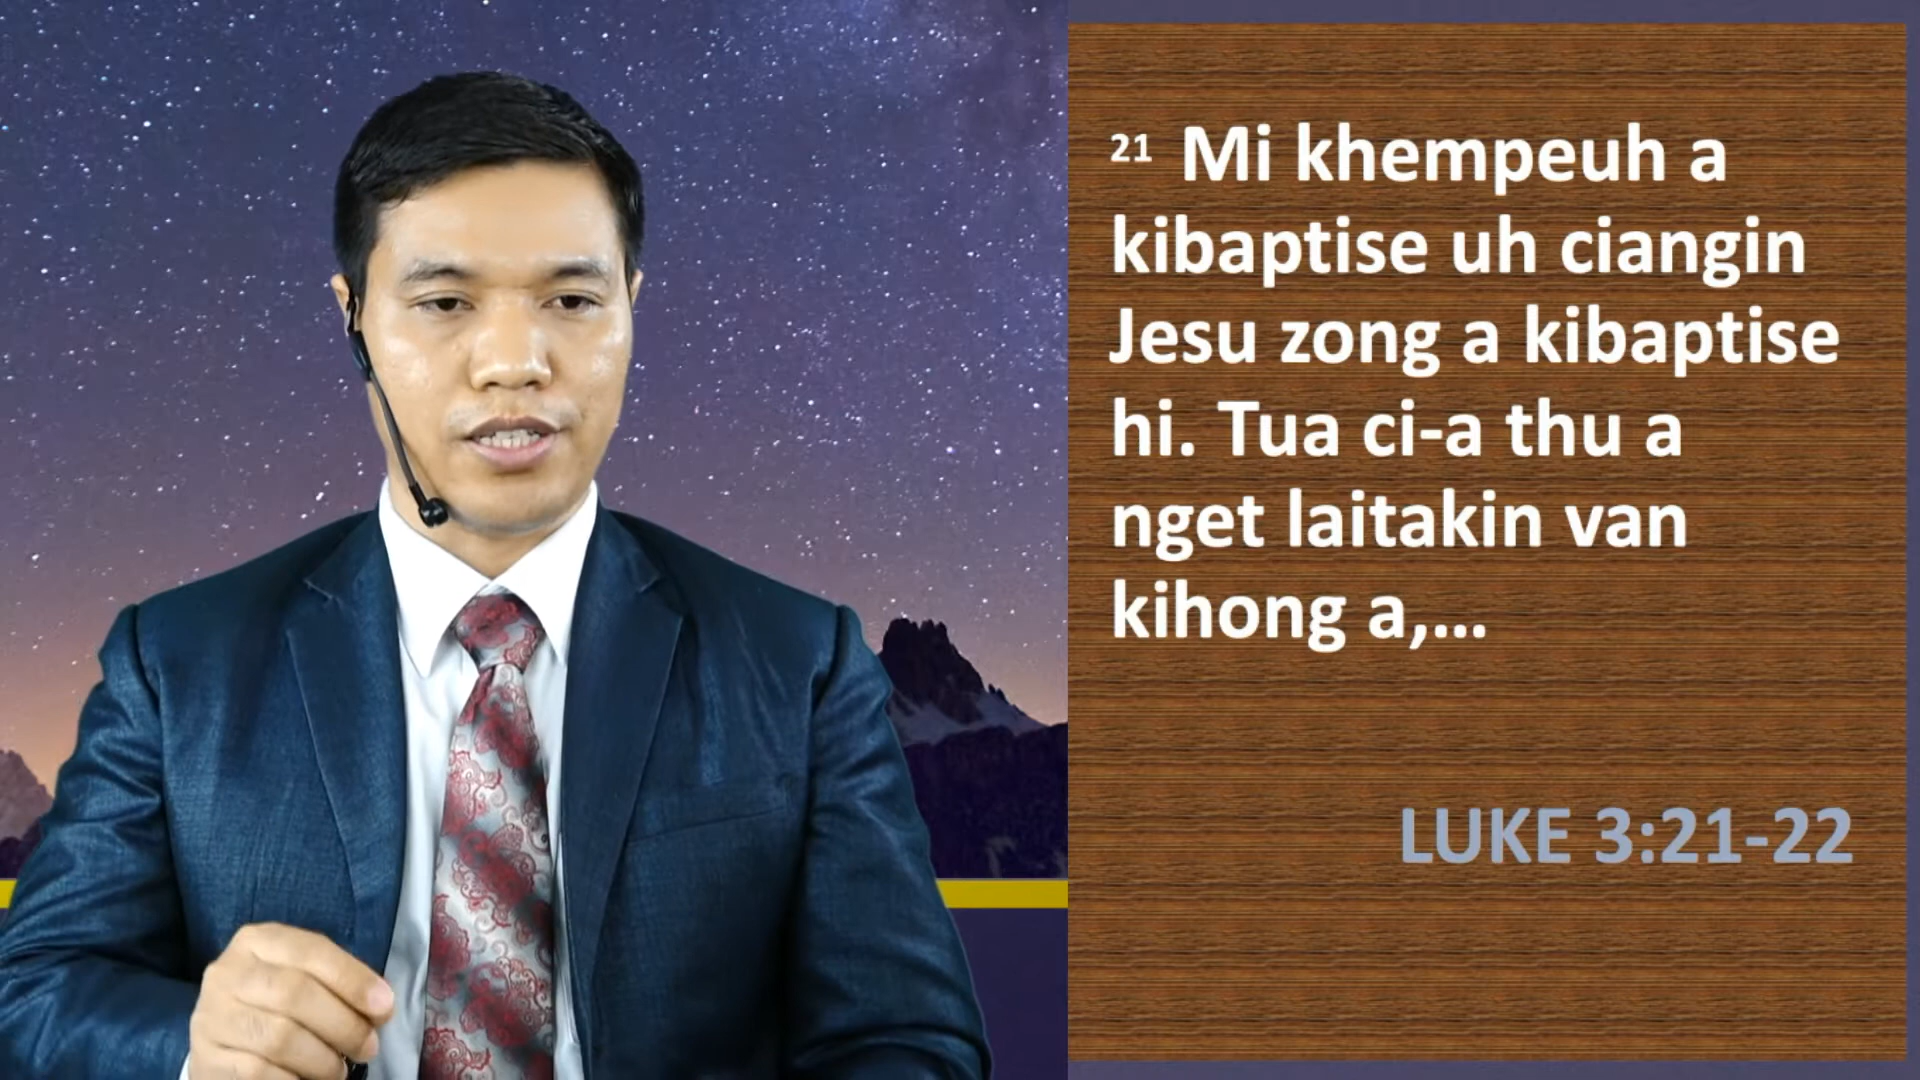 21 Mi khempeuh a
kibaptise uh ciangin
Jesu zong a kibaptise
hi. Tua ci-a thu a
nget laitakin van
kihong a,...
LUKE 3:21-22